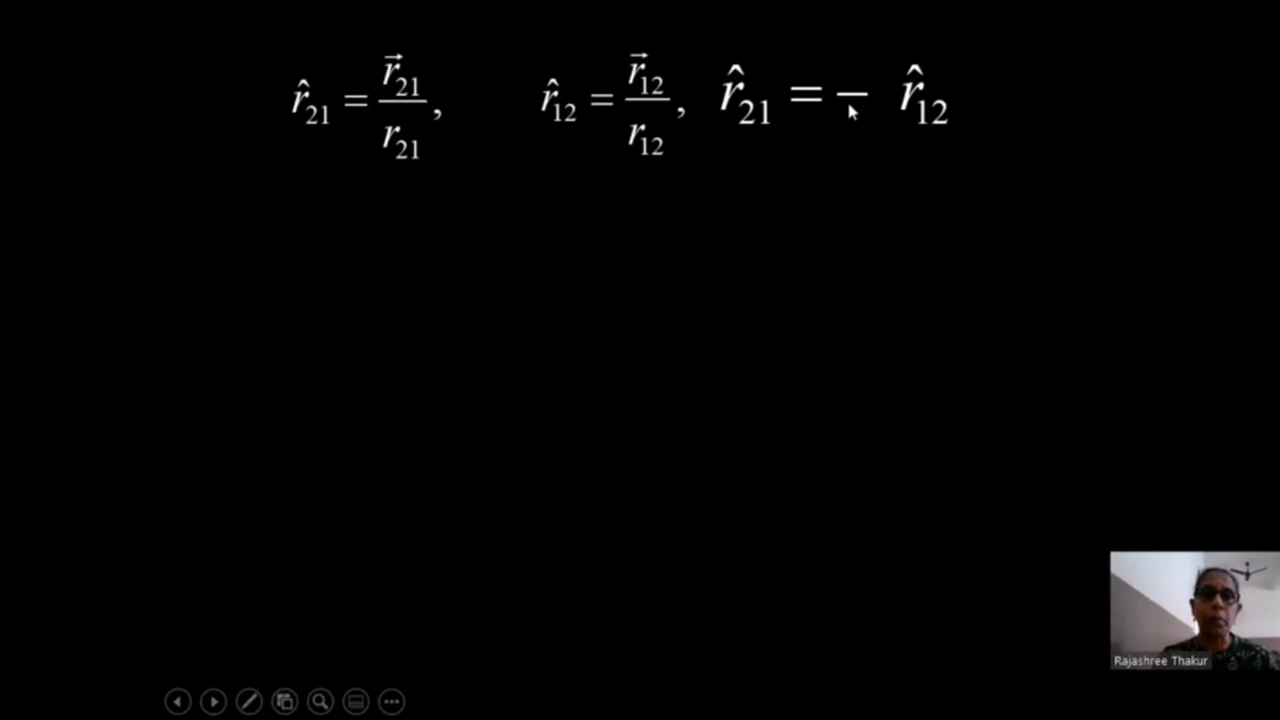 r̂₂₁ = r⃗₂₁ / r₂₁ , r̂₁₂ = r⃗₁₂ / r₁₂ , r̂₂₁ = − r̂₁₂
Rajashree Thakur